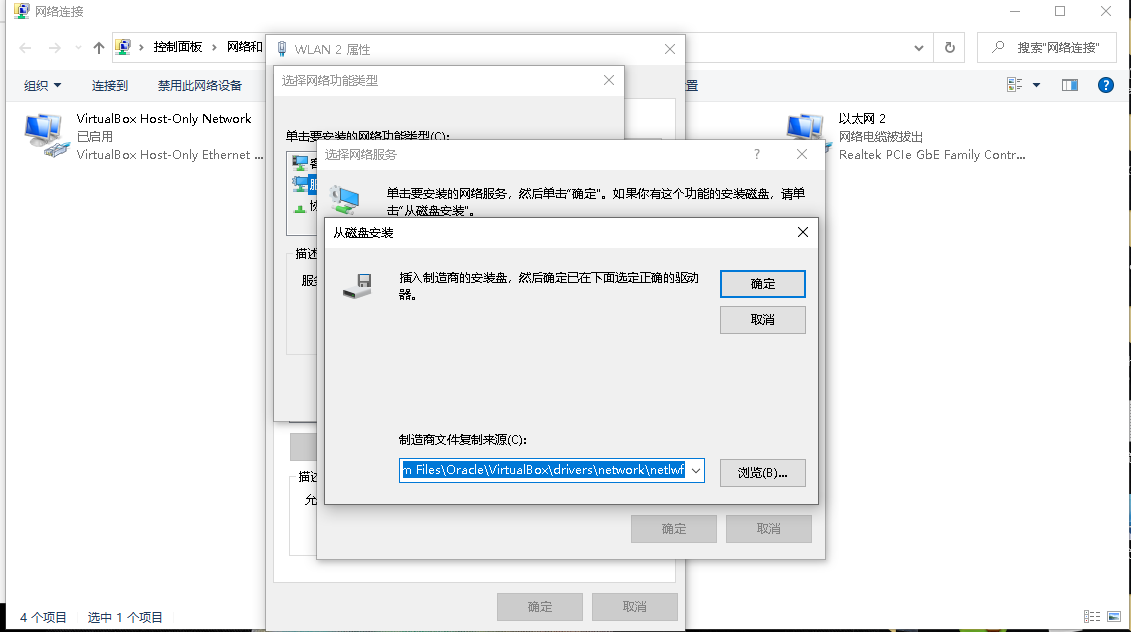 网络连接
控制面板
网络和
搜索"网络连接"
组织
连接到
禁用此网络设备
置
VirtualBox Host-Only Network
已启用
VirtualBox Host-Only Ethernet ...
以太网 2
网络电缆被拔出
Realtek PCIe GbE Family Contr...
WLAN 2 属性
选择网络功能类型
单击要安装的网络功能类型(C):
客
服
协
描述
服务
选择网络服务
?
单击要安装的网络服务，然后单击"确定"。如果你有这个功能的安装磁盘，请单
击"从磁盘安装"。
从磁盘安装
插入制造商的安装盘，然后确定已在下面选定正确的驱动
器。
确定
取消
制造商文件复制来源(C):
m Files\Oracle\VirtualBox\drivers\network\netlwf
浏览(B)...
描述
允
确定
取消
确定
取消
4 个项目
选中 1 个项目